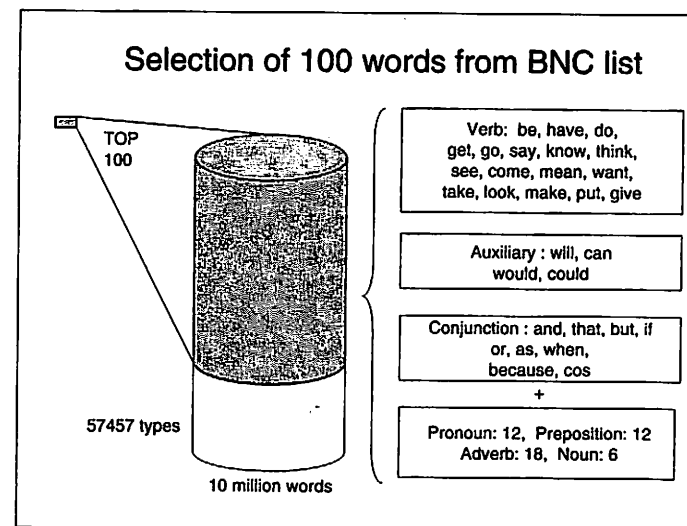 Selection of 100 words from BNC list
TOP
100
57457 types
10 million words
Verb: be, have, do,
get, go, say, know, think,
see, come, mean, want,
take, look, make, put, give
Auxiliary : will, can
would, could
Conjunction : and, that, but, if
or, as, when,
because, cos
+
Pronoun: 12, Preposition: 12
Adverb: 18, Noun: 6